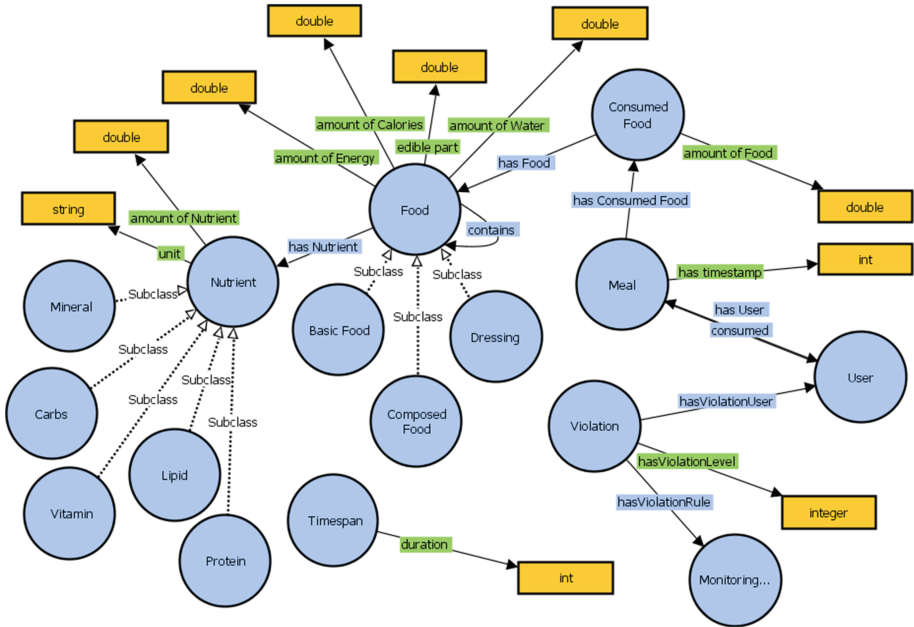 double
double
double
double
double
string
amount of Calories
edible part
amount of Water
amount of Energy
amount of Nutrient
unit
Consumed
Food
has Food
amount of Food
double
Food
contains
has Nutrient
has Consumed Food
Nutrient
Mineral
Subclass
Subclass
Subclass
Subclass
Basic Food
Dressing
Composed
Food
Meal
has timestamp
int
has User
consumed
User
Carbs
Subclass
Subclass
Subclass
Subclass
Vitamin
Lipid
Protein
Timespan
duration
int
Violation
hasViolationUser
hasViolationLevel
hasViolationRule
integer
Monitoring...